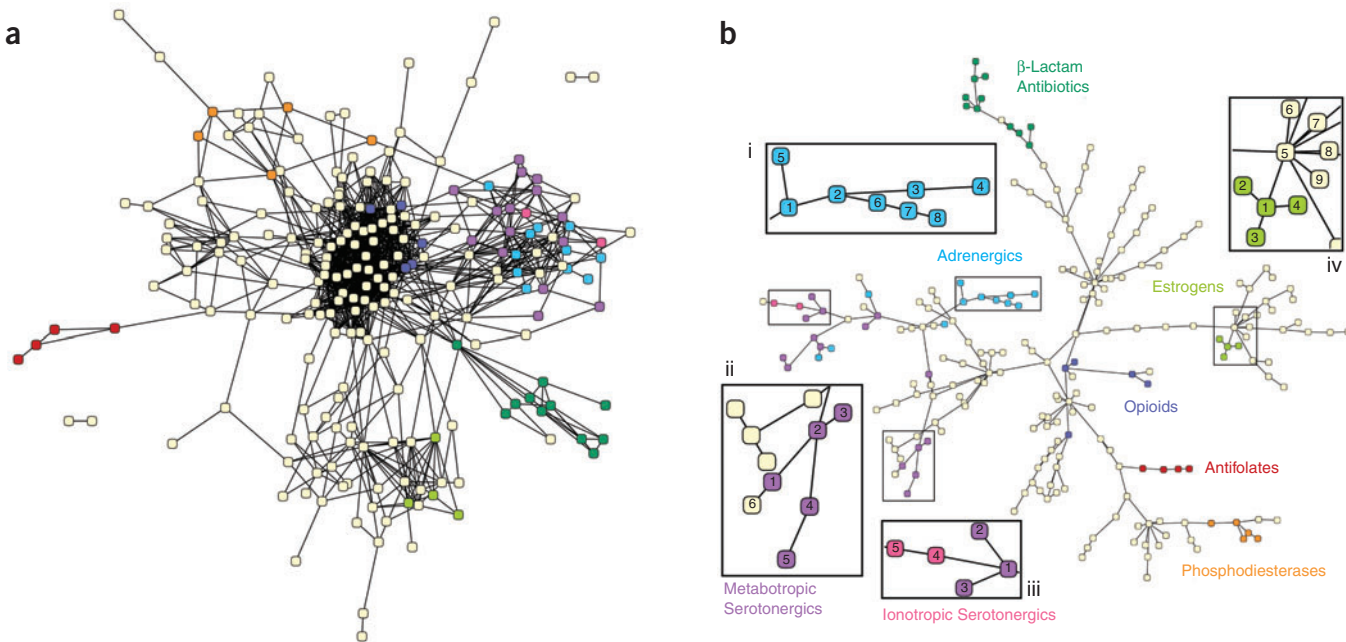 a
b
β-Lactam
Antibiotics
i
5
1
2
3
4
6
7
8
Adrenergics
6
7
5
8
9
2
1
4
3
iv
Estrogens
ii
3
2
1
6
4
5
Metabotropic
Serotonergics
Opioids
Antifolates
2
5
4
1
3
iii
Ionotropic Serotonergics
Phosphodiesterases